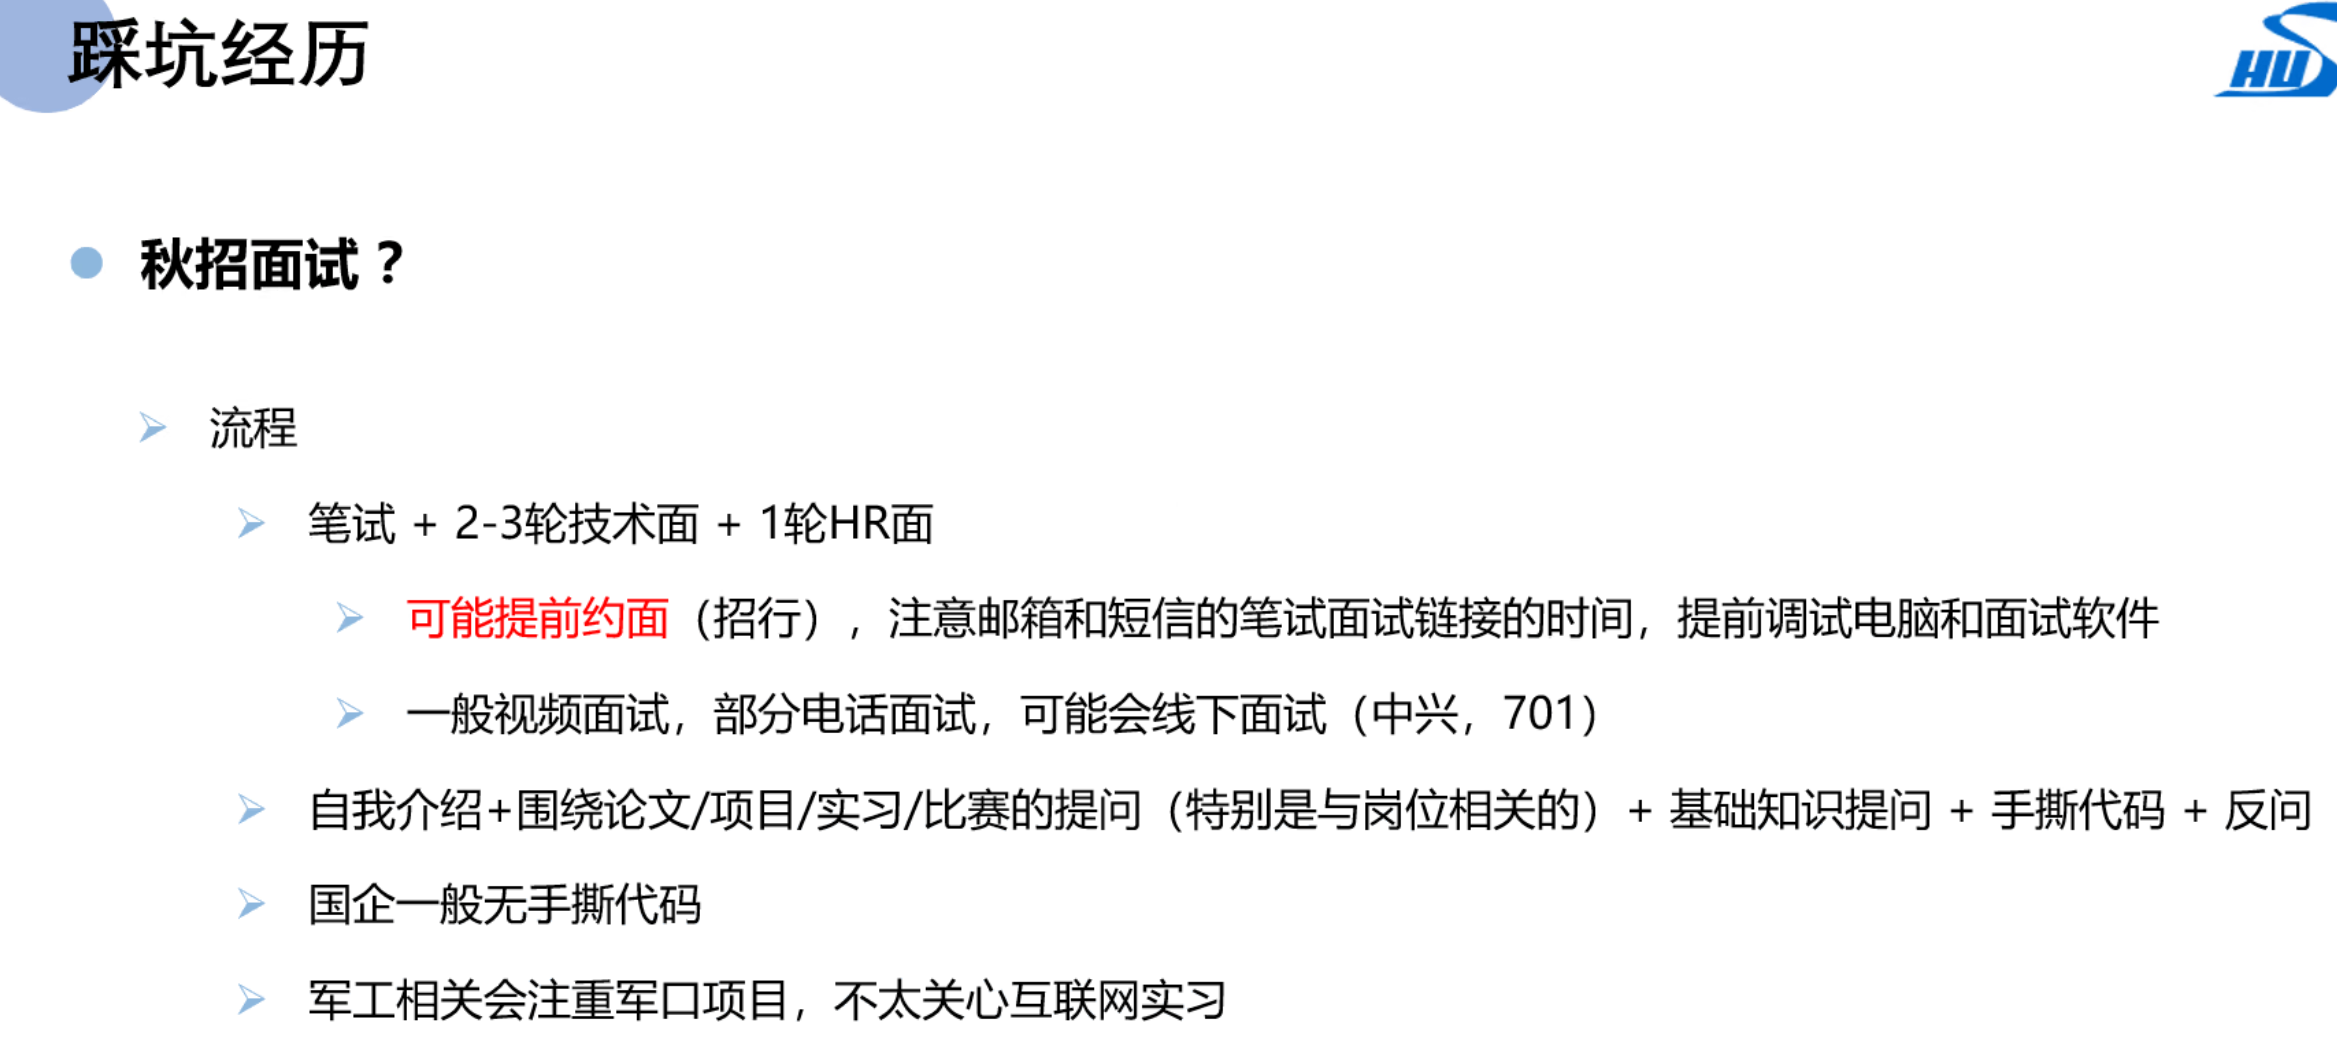 踩坑经历
HUS
秋招面试？
流程
笔试 + 2-3轮技术面 + 1轮HR面
可能提前约面（招行），注意邮箱和短信的笔试面试链接的时间，提前调试电脑和面试软件
一般视频面试，部分电话面试，可能会线下面试（中兴，701）
自我介绍+围绕论文/项目/实习/比赛的提问（特别是与岗位相关的）+ 基础知识提问 + 手撕代码 + 反问
国企一般无手撕代码
军工相关会注重军口项目，不太关心互联网实习